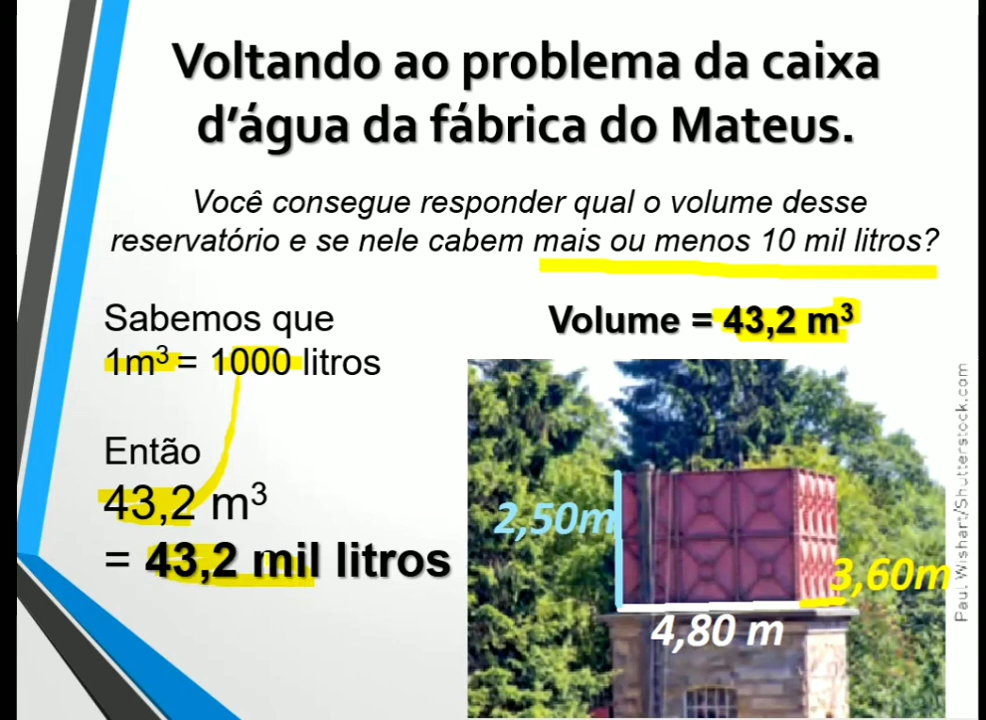 Voltando ao problema da caixa
d'água da fábrica do Mateus.
Você consegue responder qual o volume desse
reservatório e se nele cabem mais ou menos 10 mil litros?
Sabemos que
1m³ = 1000 litros
Então
43,2 m³
= 43,2 mil litros
Volume = 43,2 m³
2,50m
3,60m
4,80 m
Paul Wishart/Shutterstock.com